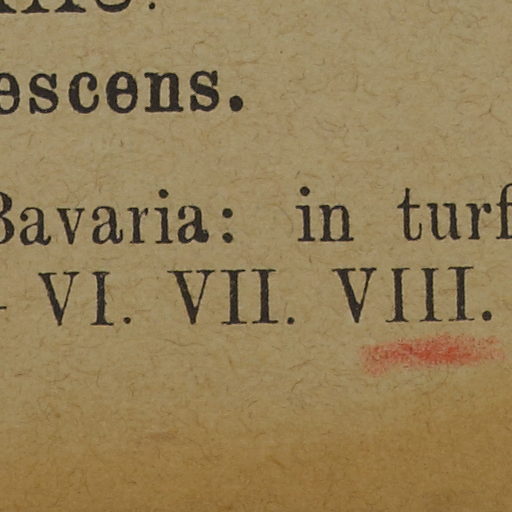 escens.
Bavaria: in turf
- VI. VII. VIII.